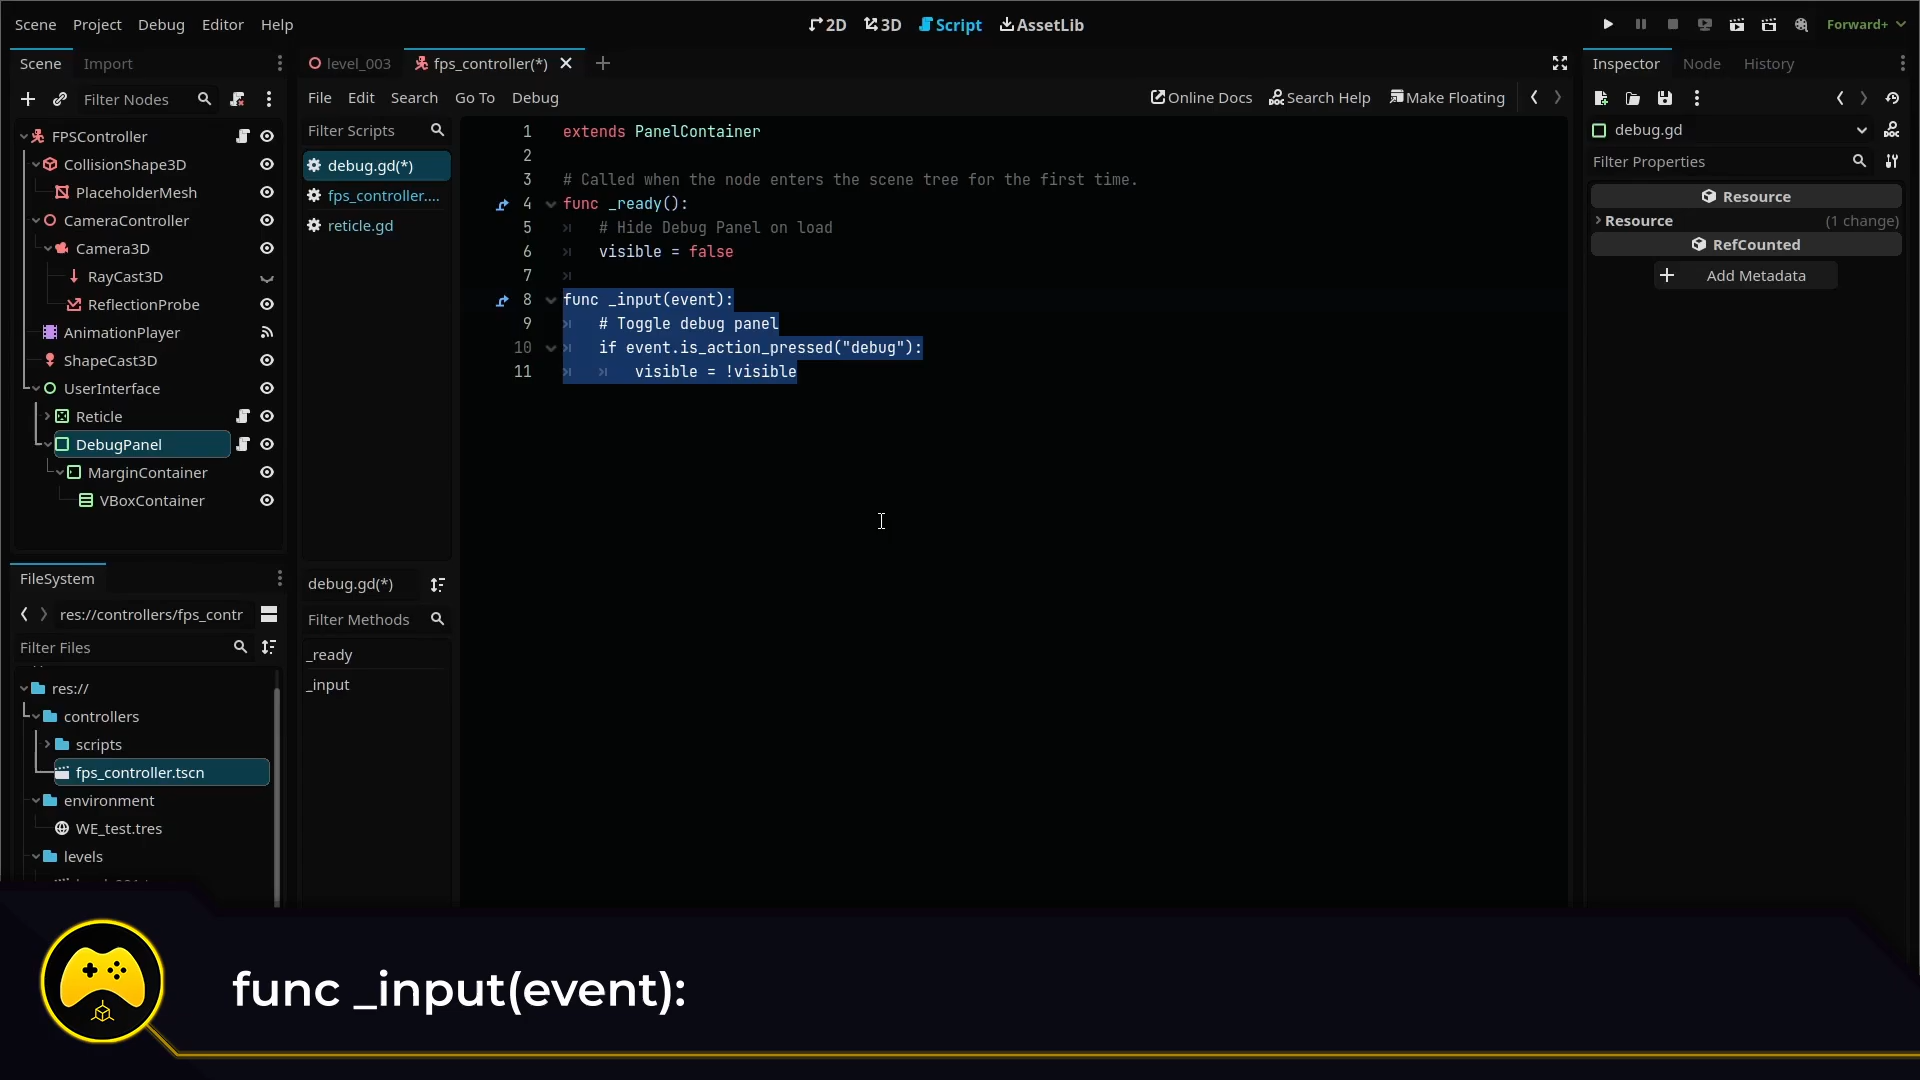 Scene Project Debug Editor Help
2D 3D Script AssetLib
Forward+
Scene Import
Filter Nodes
FPSController
CollisionShape3D
PlaceholderMesh
CameraController
Camera3D
RayCast3D
ReflectionProbe
AnimationPlayer
ShapeCast3D
UserInterface
Reticle
DebugPanel
MarginContainer
VBoxContainer
FileSystem
res://controllers/fps_contr
Filter Files
res://
controllers
scripts
fps_controller.tscn
environment
WE_test.tres
levels
level_003 fps_controller(*)
File Edit Search Go To Debug
Online Docs Search Help Make Floating
Filter Scripts
debug.gd(*)
fps_controller....
reticle.gd
debug.gd(*)
Filter Methods
_ready
_input
1 extends PanelContainer
2
3 # Called when the node enters the scene tree for the first time.
4 func _ready():
5 # Hide Debug Panel on load
6 visible = false
7
8 func _input(event):
9 # Toggle debug panel
10 if event.is_action_pressed("debug"):
11 visible = !visible
Inspector Node History
debug.gd
Filter Properties
Resource
Resource (1 change)
RefCounted
Add Metadata
func _input(event):